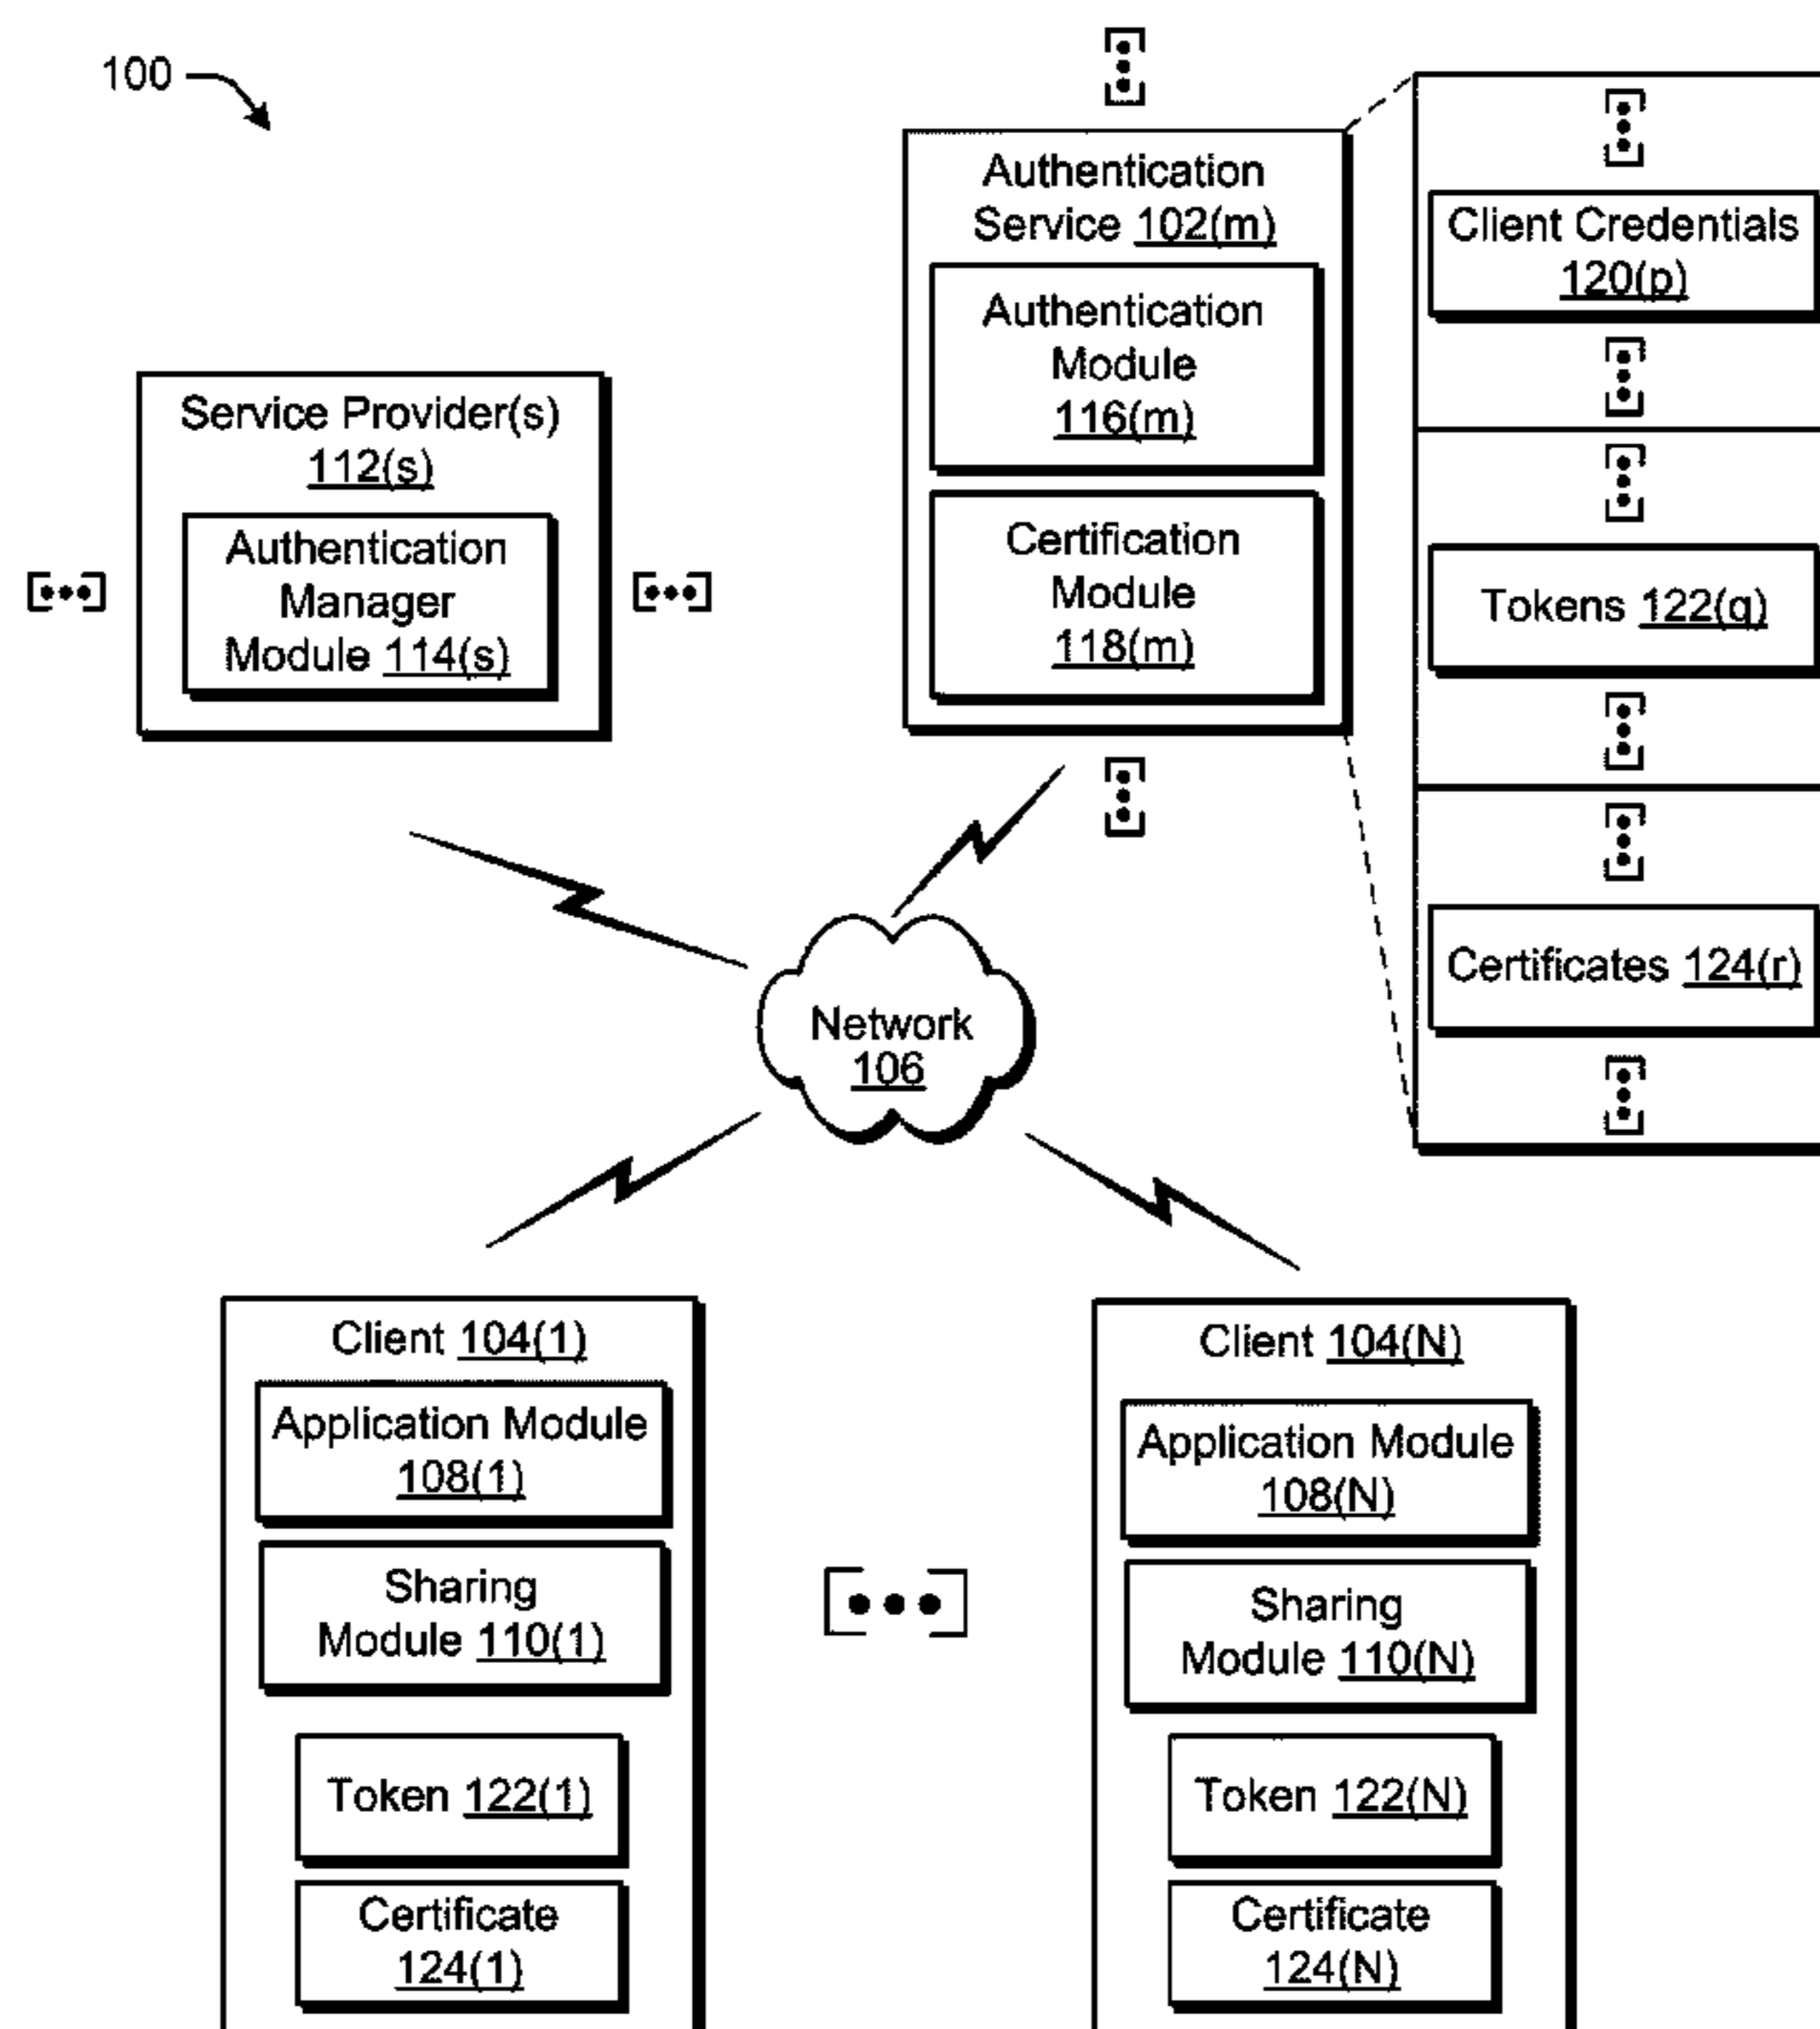 100
Authentication
Service 102(m)
Authentication
Module
116(m)
Certification
Module
118(m)
Client Credentials
120(p)
Tokens 122(q)
Certificates 124(r)
Service Provider(s)
112(s)
Authentication
Manager
Module 114(s)
Network
106
Client 104(1)
Application Module
108(1)
Sharing
Module 110(1)
Token 122(1)
Certificate
124(1)
Client 104(N)
Application Module
108(N)
Sharing
Module 110(N)
Token 122(N)
Certificate
124(N)